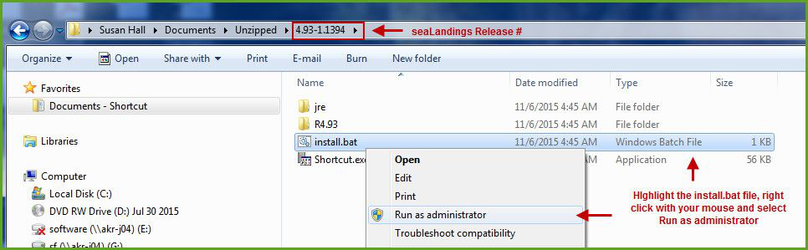 Susan Hall Documents Unzipped 4.93-1.1394 seaLandings Release #
Organize Open Share with Print E-mail Burn New folder
Favorites
Documents - Shortcut
Libraries
Computer
Local Disk (C:)
DVD RW Drive (D:) Jul 30 2015
software (\\akr-j04) (E:)
rf (\\akr-j04) (G:)
Name Date modified Type Size
jre 11/6/2015 4:45 AM File folder
R4.93 11/6/2015 4:45 AM File folder
install.bat 11/6/2015 4:45 AM Windows Batch File 1 KB
Shortcut.exe 11/6/2015 4:45 AM Application 56 KB
Open
Edit
Print
Run as administrator
Troubleshoot compatibility
Highlight the install.bat file, right
click with your mouse and select
Run as administrator